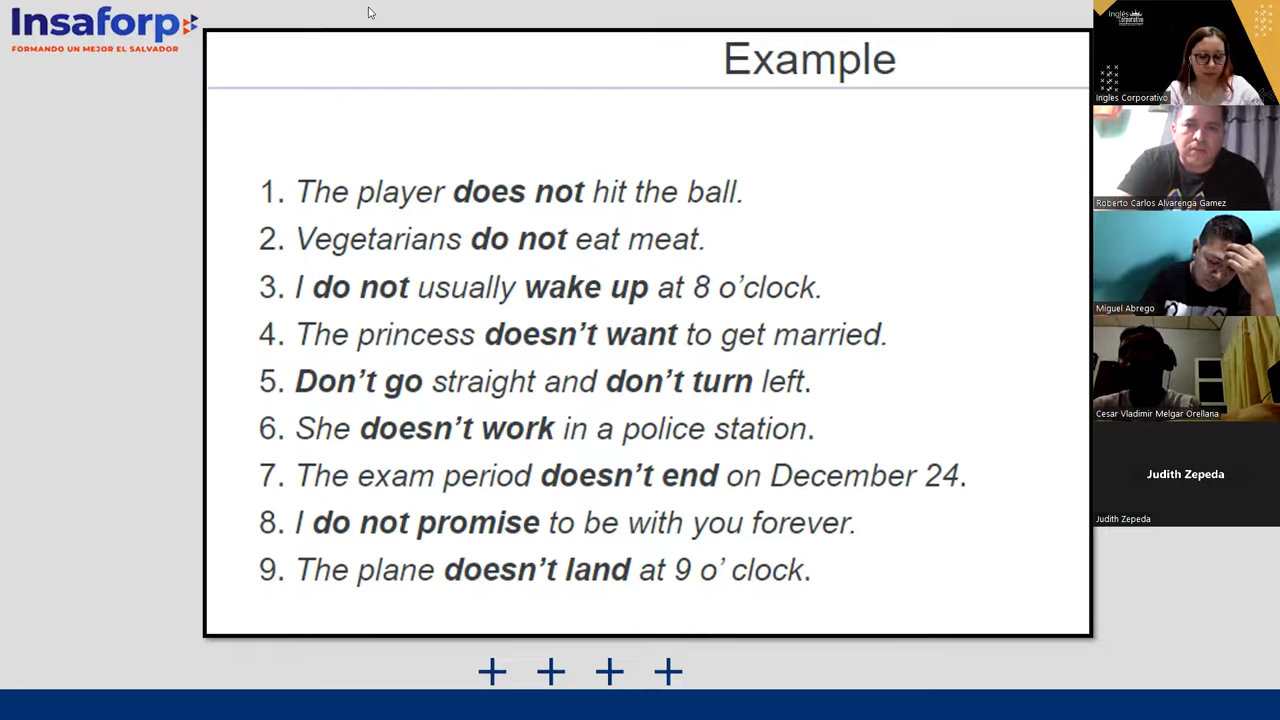 Insaforp
FORMANDO UN MEJOR EL SALVADOR
Example
1. The player does not hit the ball.
2. Vegetarians do not eat meat.
3. I do not usually wake up at 8 o’clock.
4. The princess doesn’t want to get married.
5. Don’t go straight and don’t turn left.
6. She doesn’t work in a police station.
7. The exam period doesn’t end on December 24.
8. I do not promise to be with you forever.
9. The plane doesn’t land at 9 o’ clock.
Inglés
Corporativo
Ingles Corporativo
Roberto Carlos Alvarenga Gamez
Miguel Abrego
Cesar Vladimir Melgar Orellana
Judith Zepeda
Judith Zepeda